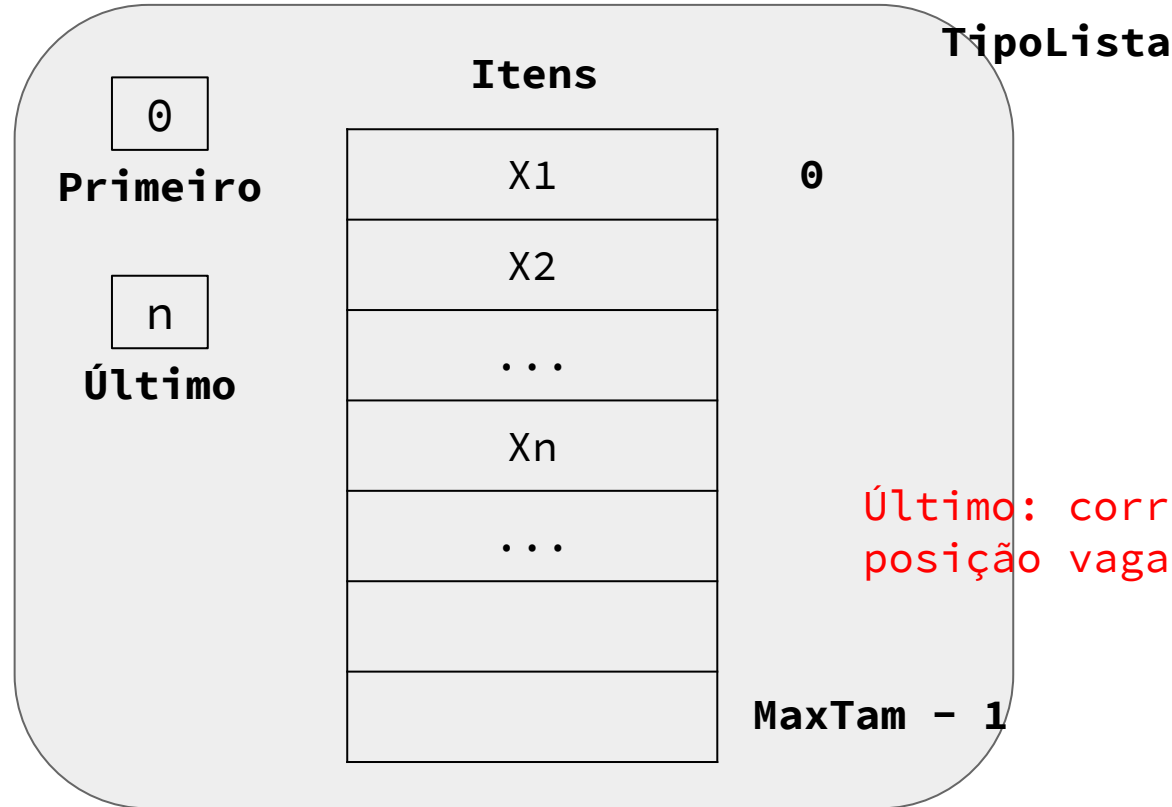 TipoLista
Itens
0
Primeiro
n
Último
X1
0
X2
...
Xn
...
Último: corr
posição vaga
MaxTam - 1